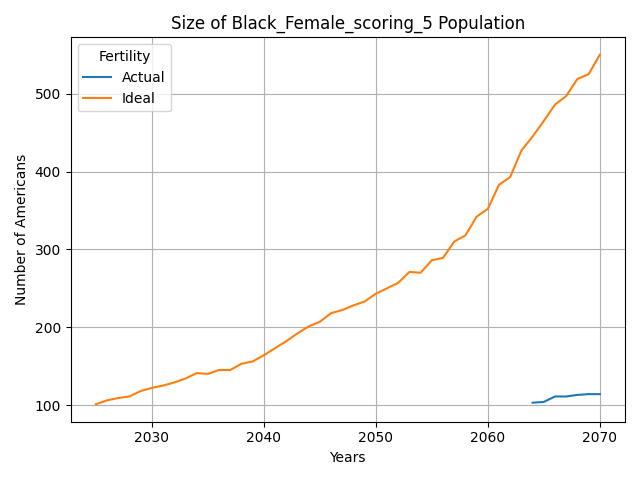 Size of Black_Female_scoring_5 Population
Fertility
Actual
Ideal
Number of Americans
500
400
300
200
100
2030
2040
2050
2060
2070
Years